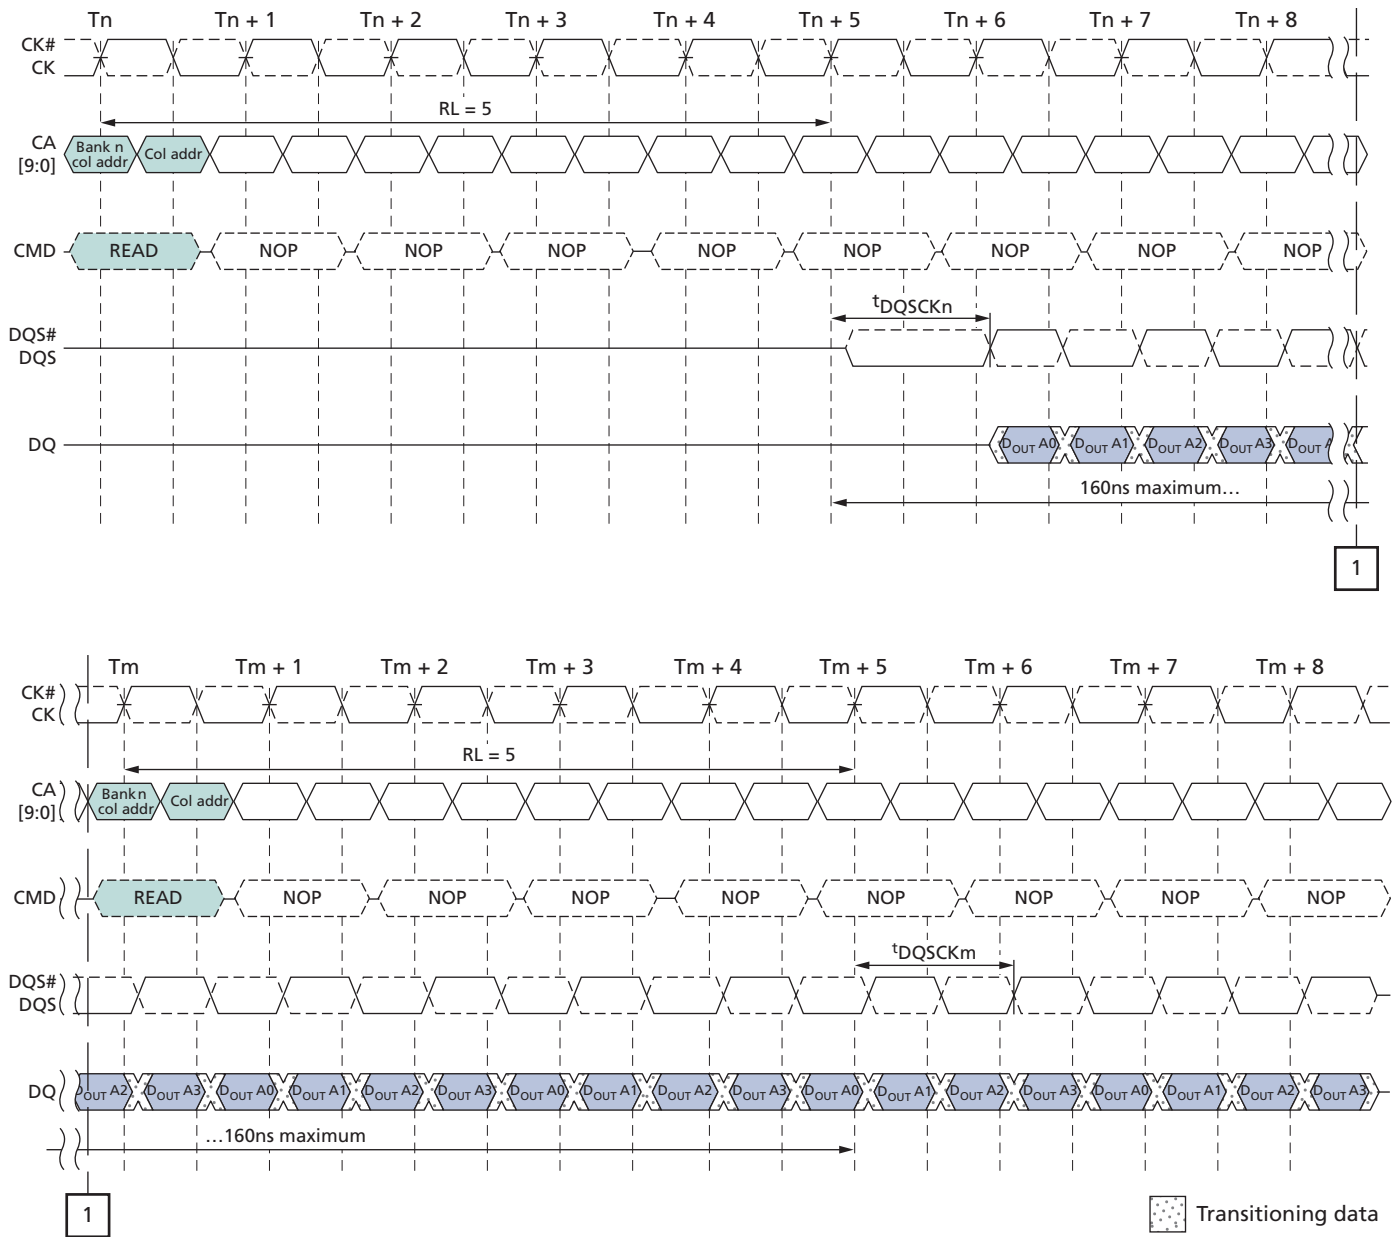 Tn Tn + 1 Tn + 2 Tn + 3 Tn + 4 Tn + 5 Tn + 6 Tn + 7 Tn + 8
CK#
CK
RL = 5
CA
[9:0]
Bank n
col addr
Col addr
CMD READ NOP NOP NOP NOP NOP NOP NOP NOP
tDQSCKn
DQS#
DQS
DQ DOUT A0 DOUT A1 DOUT A2 DOUT A3 DOUT
160ns maximum…
1
Tm Tm + 1 Tm + 2 Tm + 3 Tm + 4 Tm + 5 Tm + 6 Tm + 7 Tm + 8
CK#
CK
RL = 5
CA
[9:0]
Bank n
col addr
Col addr
CMD READ NOP NOP NOP NOP NOP NOP NOP NOP
tDQSCKm
DQS#
DQS
DQ DOUT A2 DOUT A3 DOUT A0 DOUT A1 DOUT A2 DOUT A3 DOUT A0 DOUT A1 DOUT A2 DOUT A3 DOUT A0 DOUT A1 DOUT A2 DOUT A3 DOUT A0 DOUT A1 DOUT A2 DOUT A3
…160ns maximum
1
Transitioning data